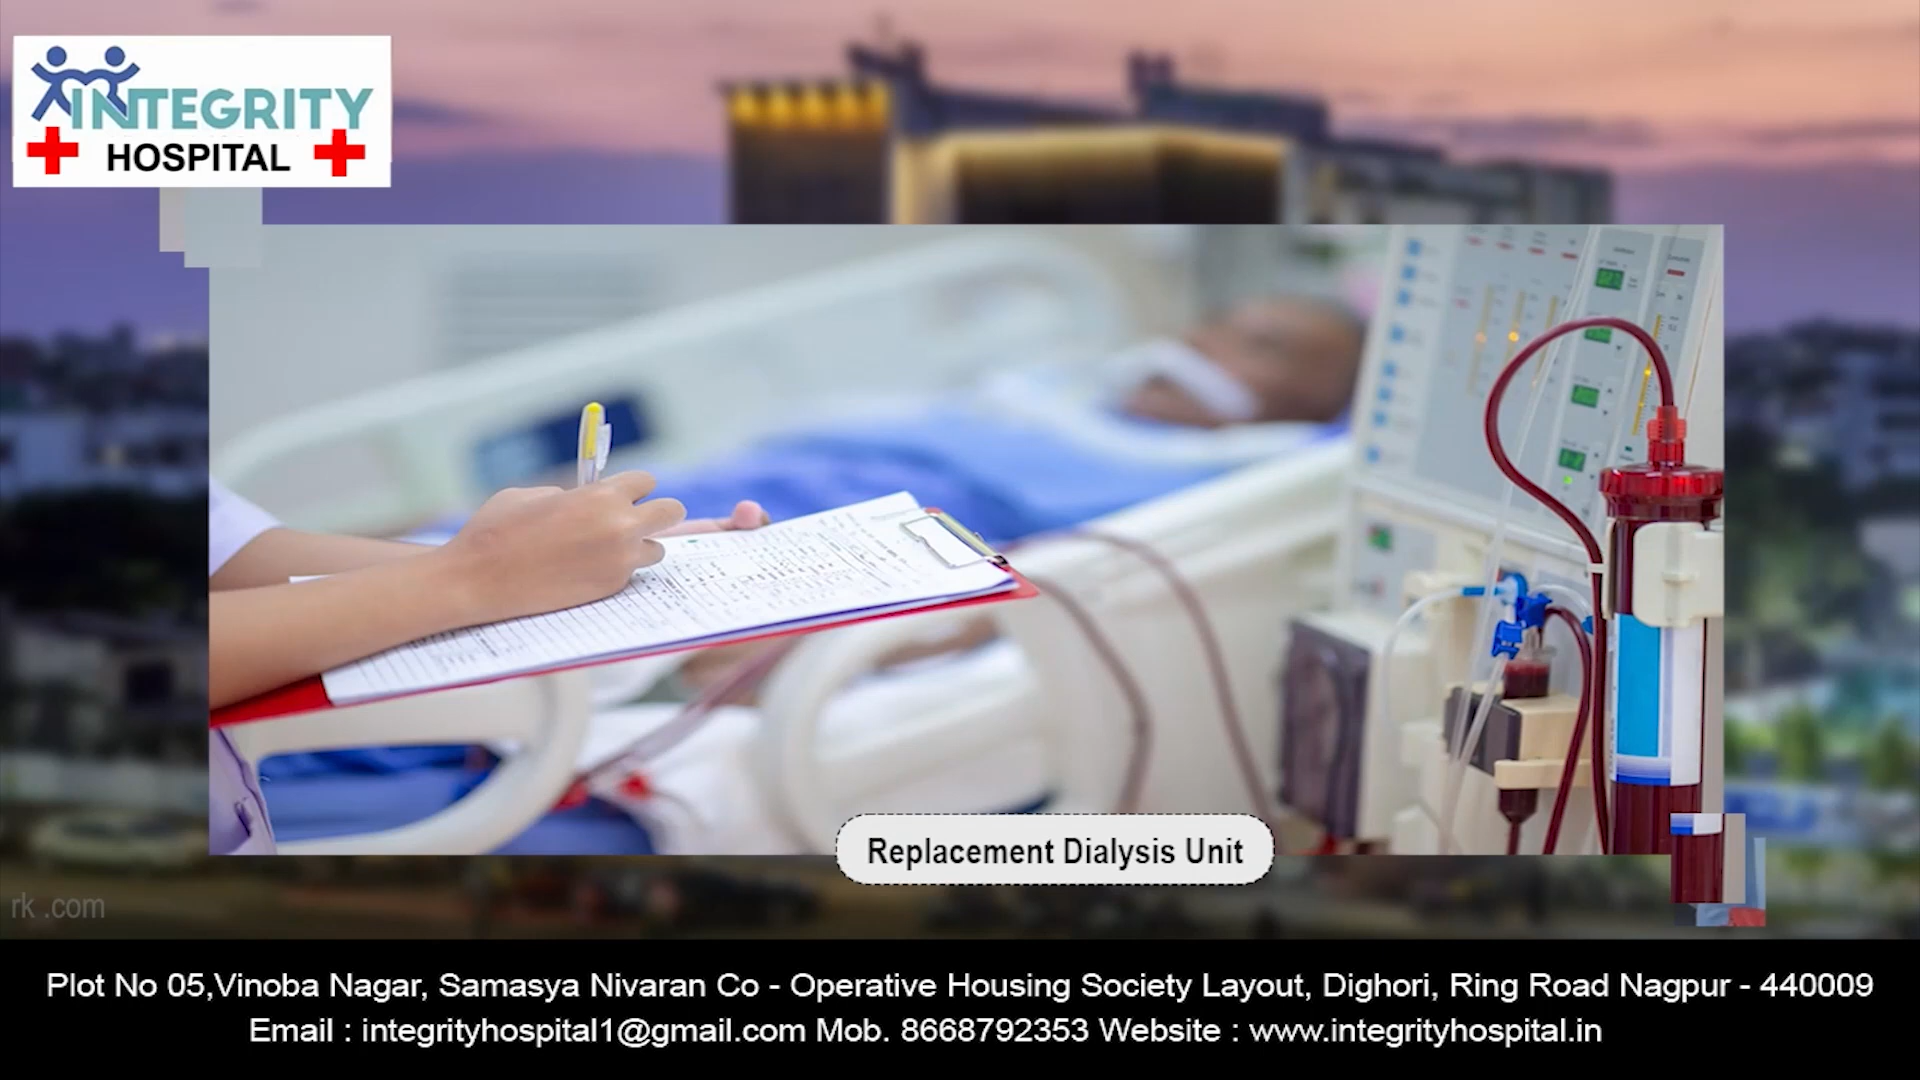 INTEGRITY
HOSPITAL
Replacement Dialysis Unit
rk .com
Plot No 05,Vinoba Nagar, Samasya Nivaran Co - Operative Housing Society Layout, Dighori, Ring Road Nagpur - 440009
Email : integrityhospital1@gmail.com Mob. 8668792353 Website : www.integrityhospital.in